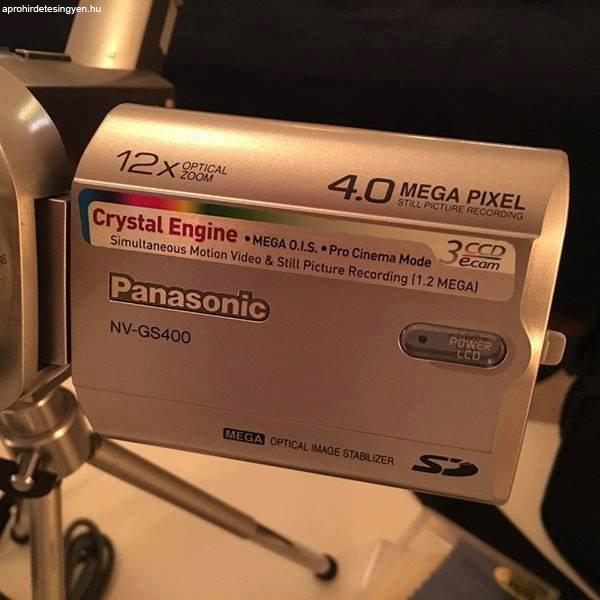 aprohirdetesingyen.hu
12x OPTICAL
ZOOM
4.0 MEGA PIXEL
STILL PICTURE RECORDING
Crystal Engine • MEGA O.I.S. • Pro Cinema Mode
3CCD
ecam
Simultaneous Motion Video & Still Picture Recording (1.2 MEGA)
Panasonic
NV-GS400
POWER
LCD
MEGA OPTICAL IMAGE STABILIZER
SD